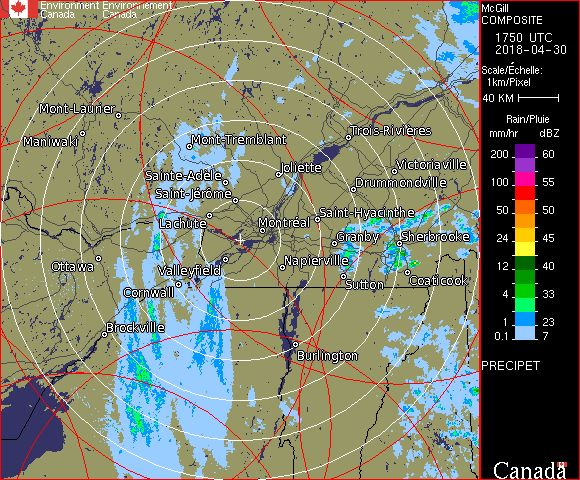 Environment Environnement
Canada Canada
McGill
COMPOSITE
1750 UTC
2018-04-30
Scale/Échelle:
1km/Pixel
40 KM
Rain/Pluie
mm/hr dBZ
200 60
155
100 55
50 50
24 45
12 40
4 33
1 23
0.1 7
PRECIPET
Canada
Mont-Laurier
Maniwaki
Mont-Tremblant
Trois-Rivières
Joliette
Victoriaville
Sainte-Adèle
Drummondville
Saint-Jérôme
Saint-Hyacinthe
Lachute
Montréal
Granby
Sherbrooke
Ottawa
Valleyfield
Napierville
Coaticook
Sutton
Cornwall
Brockville
Burlington